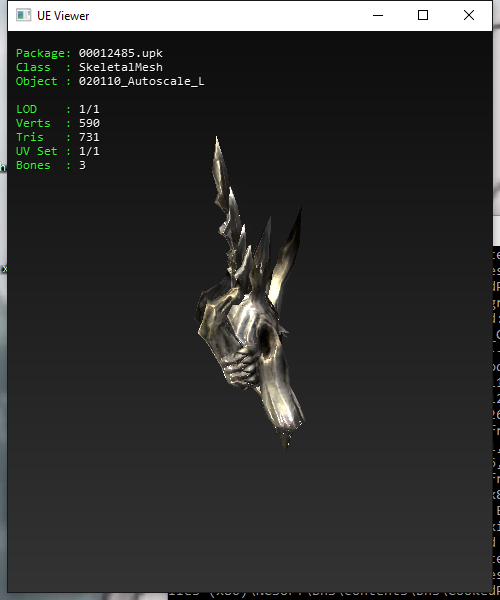 UE Viewer
Package: 00012485.upk
Class : SkeletalMesh
Object : 020110_Autoscale_L
LOD : 1/1
Verts : 590
Tris : 731
UV Set : 1/1
Bones : 3